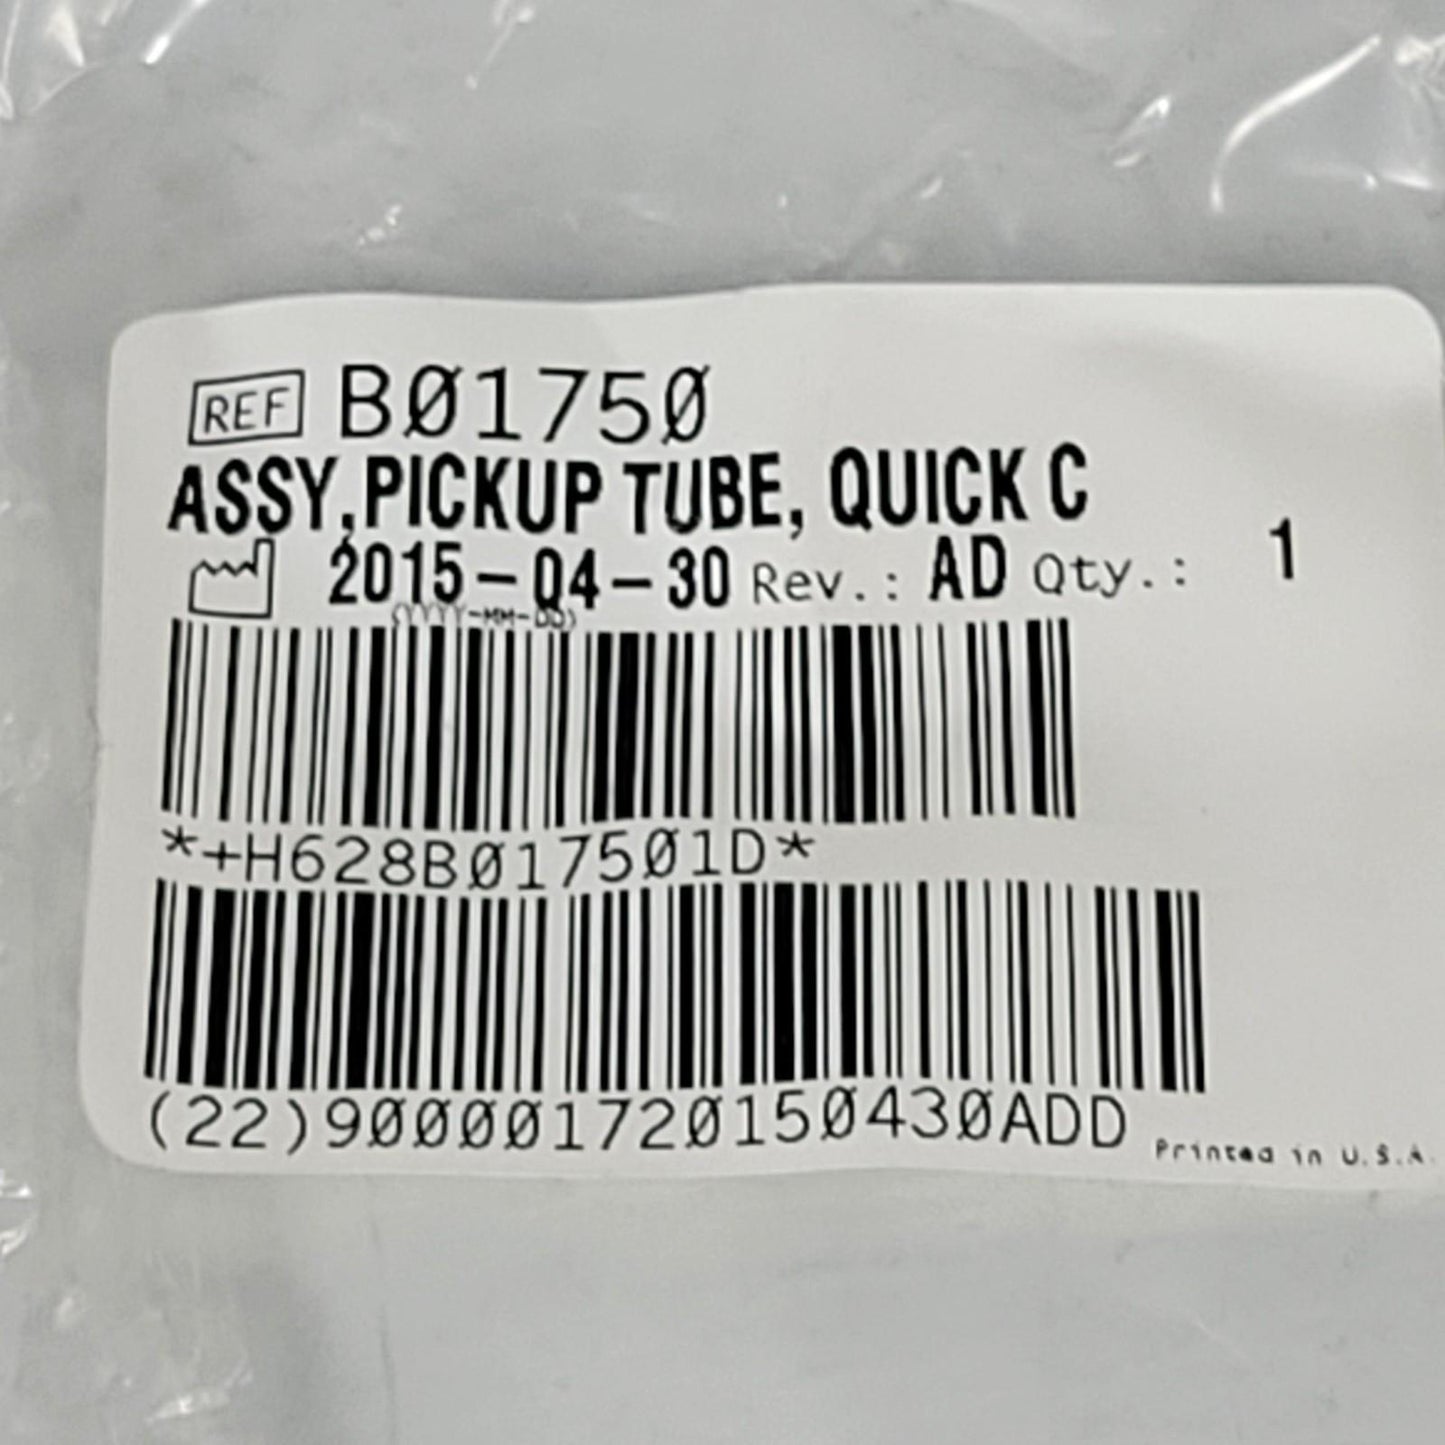 REF B01750
ASSY,PICKUP TUBE, QUICK C
2015-04-30 Rev.: AD Qty.: 1
(YYYY-MM-DD)
*+H628B017501D*
(22)900001720150430ADD
Printed in U.S.A.